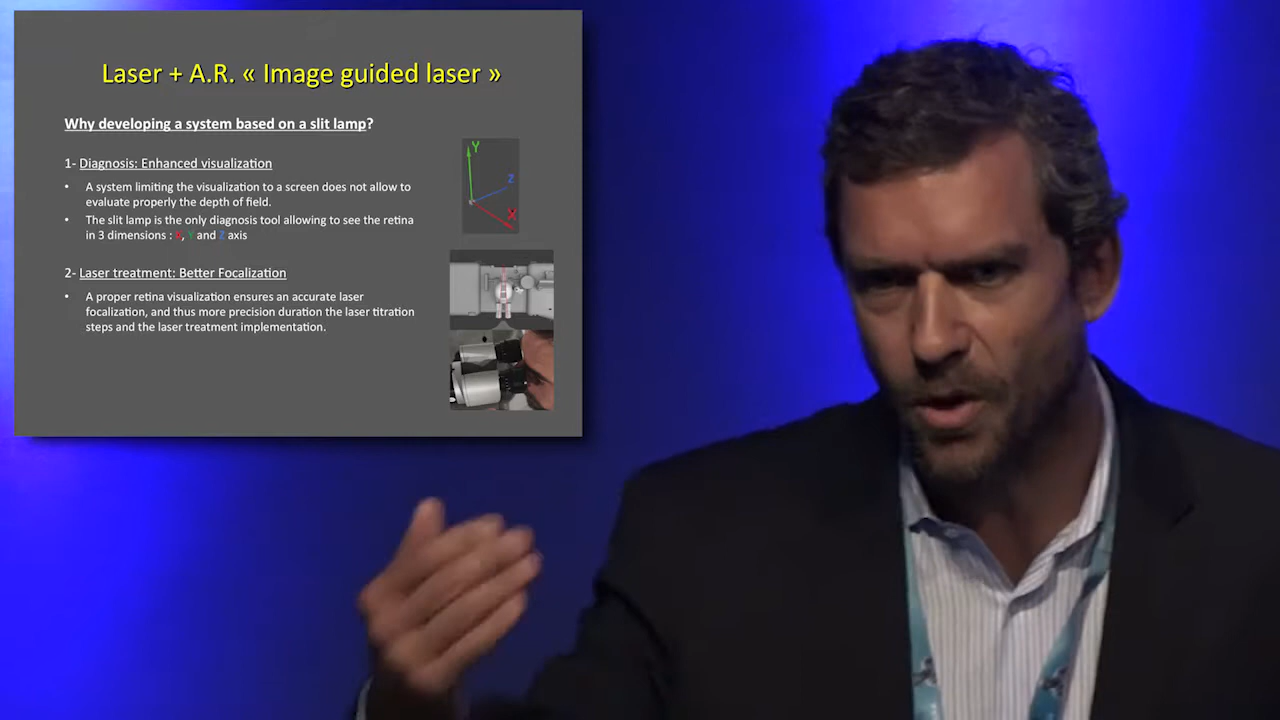 Laser + A.R. « Image guided laser »
Why developing a system based on a slit lamp?
1- Diagnosis: Enhanced visualization
• A system limiting the visualization to a screen does not allow to
evaluate properly the depth of field.
• The slit lamp is the only diagnosis tool allowing to see the retina
in 3 dimensions : X, Y and Z axis
Y
Z
X
2- Laser treatment: Better Focalization
• A proper retina visualization ensures an accurate laser
focalization, and thus more precision duration the laser titration
steps and the laser treatment implementation.